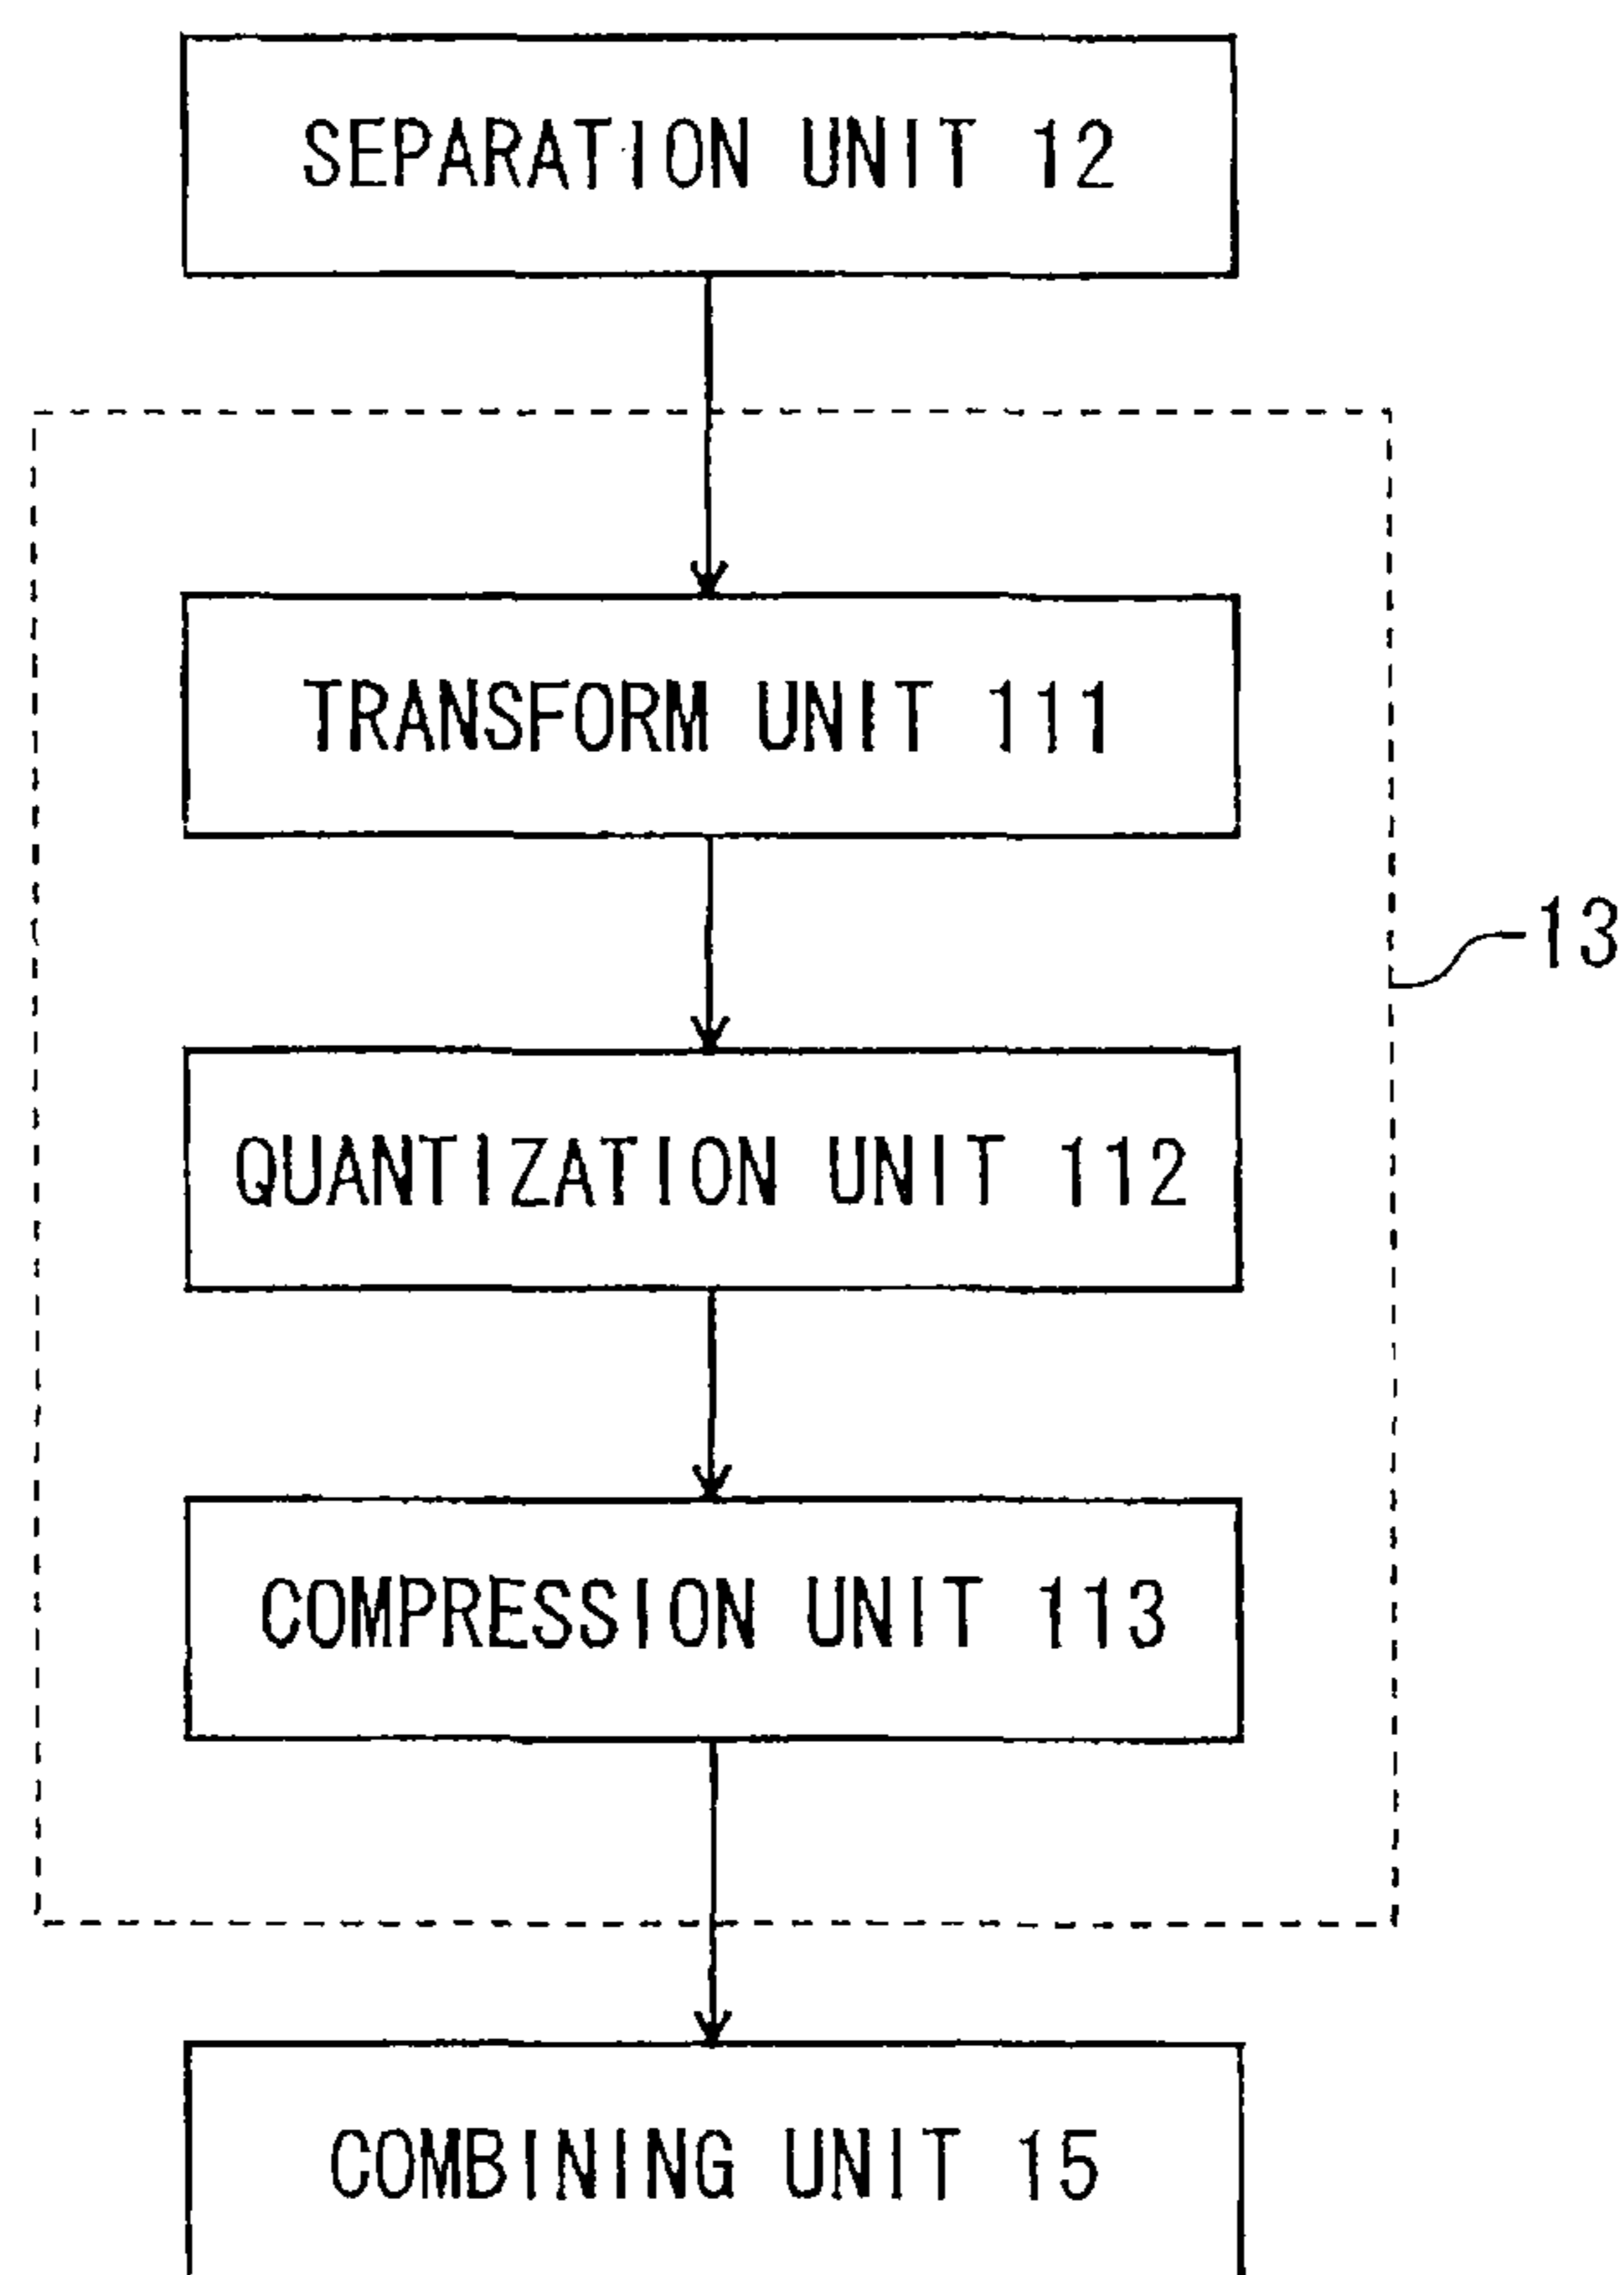 SEPARATION UNIT 12
TRANSFORM UNIT 111
13
QUANTIZATION UNIT 112
COMPRESSION UNIT 113
COMBINING UNIT 15